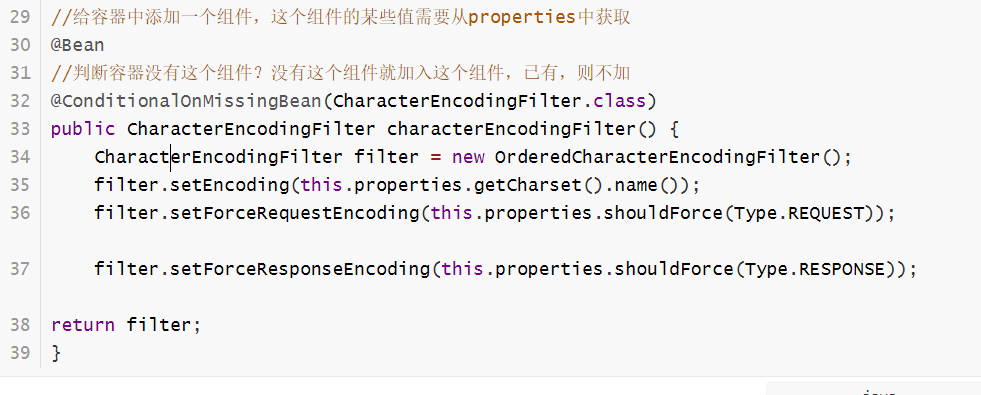 29 //给容器中添加一个组件，这个组件的某些值需要从properties中获取
30 @Bean
31 //判断容器没有这个组件？没有这个组件就加入这个组件，已有，则不加
32 @ConditionalOnMissingBean(CharacterEncodingFilter.class)
33 public CharacterEncodingFilter characterEncodingFilter() {
34     CharacterEncodingFilter filter = new OrderedCharacterEncodingFilter();
35     filter.setEncoding(this.properties.getCharset().name());
36     filter.setForceRequestEncoding(this.properties.shouldForce(Type.REQUEST));
37     filter.setForceResponseEncoding(this.properties.shouldForce(Type.RESPONSE));
38 return filter;
39 }